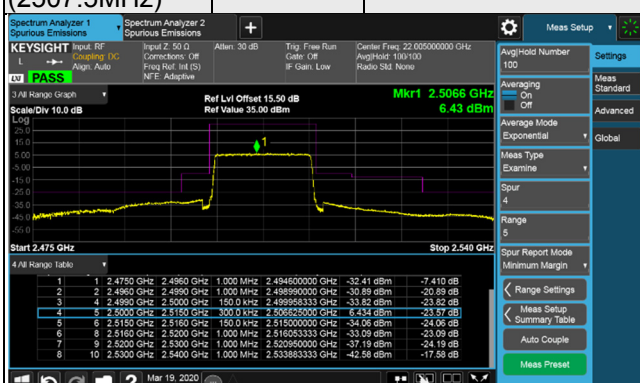 (2507.5MHz)
Spectrum Analyzer 1
Spurious Emissions
Spectrum Analyzer 2
Spurious Emissions
+
Meas Setup
KEYSIGHT
L
LXI
PASS
Input: RF
Coupling: DC
Align: Auto
Input Z: 50 Ω
Corrections: Off
Freq Ref: Int (S)
NFE: Adaptive
Atten: 30 dB
Trig: Free Run
Gate: Off
IF Gain: Low
Center Freq: 22.005000000 GHz
Avg|Hold: 100/100
Radio Std: None
3 All Range Graph
Scale/Div 10.0 dB
Ref Lvl Offset 15.50 dB
Ref Value 35.00 dBm
Mkr1 2.5066 GHz
6.43 dBm
Log
25.0
15.0
5.00
-5.00
-15.0
-25.0
-35.0
-45.0
-55.0
1
Start 2.475 GHz
Stop 2.540 GHz
4 All Range Table
1 1 2.4750 GHz 2.4960 GHz 1.000 MHz 2.494600000 GHz -32.41 dBm -7.410 dB
2 2 2.4960 GHz 2.4990 GHz 1.000 MHz 2.498990000 GHz -30.89 dBm -20.89 dB
3 4 2.4990 GHz 2.5000 GHz 150.0 kHz 2.499958333 GHz -33.82 dBm -23.82 dB
4 5 2.5000 GHz 2.5150 GHz 300.0 kHz 2.506625000 GHz 6.434 dBm -23.57 dB
5 6 2.5150 GHz 2.5160 GHz 150.0 kHz 2.515000000 GHz -34.06 dBm -24.06 dB
6 8 2.5160 GHz 2.5200 GHz 1.000 MHz 2.516053333 GHz -33.09 dBm -23.09 dB
7 9 2.5200 GHz 2.5300 GHz 1.000 MHz 2.520950000 GHz -37.19 dBm -24.19 dB
8 10 2.5300 GHz 2.5400 GHz 1.000 MHz 2.533883333 GHz -42.58 dBm -17.58 dB
Avg|Hold Number
100
Averaging
On
Off
Average Mode
Exponential
Meas Type
Examine
Spur
4
Range
5
Spur Report Mode
Minimum Margin
Range Settings
Meas Setup
Summary Table
Auto Couple
Meas Preset
Settings
Meas
Standard
Advanced
Global
?
Mar 19, 2020